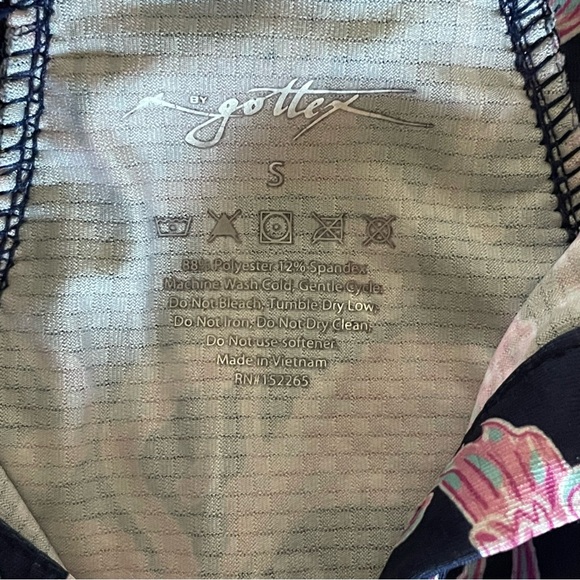 BY gottex
S
88% Polyester 12% Spandex
Machine Wash Cold, Gentle Cycle,
Do Not Bleach, Tumble Dry Low,
Do Not Iron, Do Not Dry Clean,
Do Not use softener.
Made in Vietnam
RN#152265